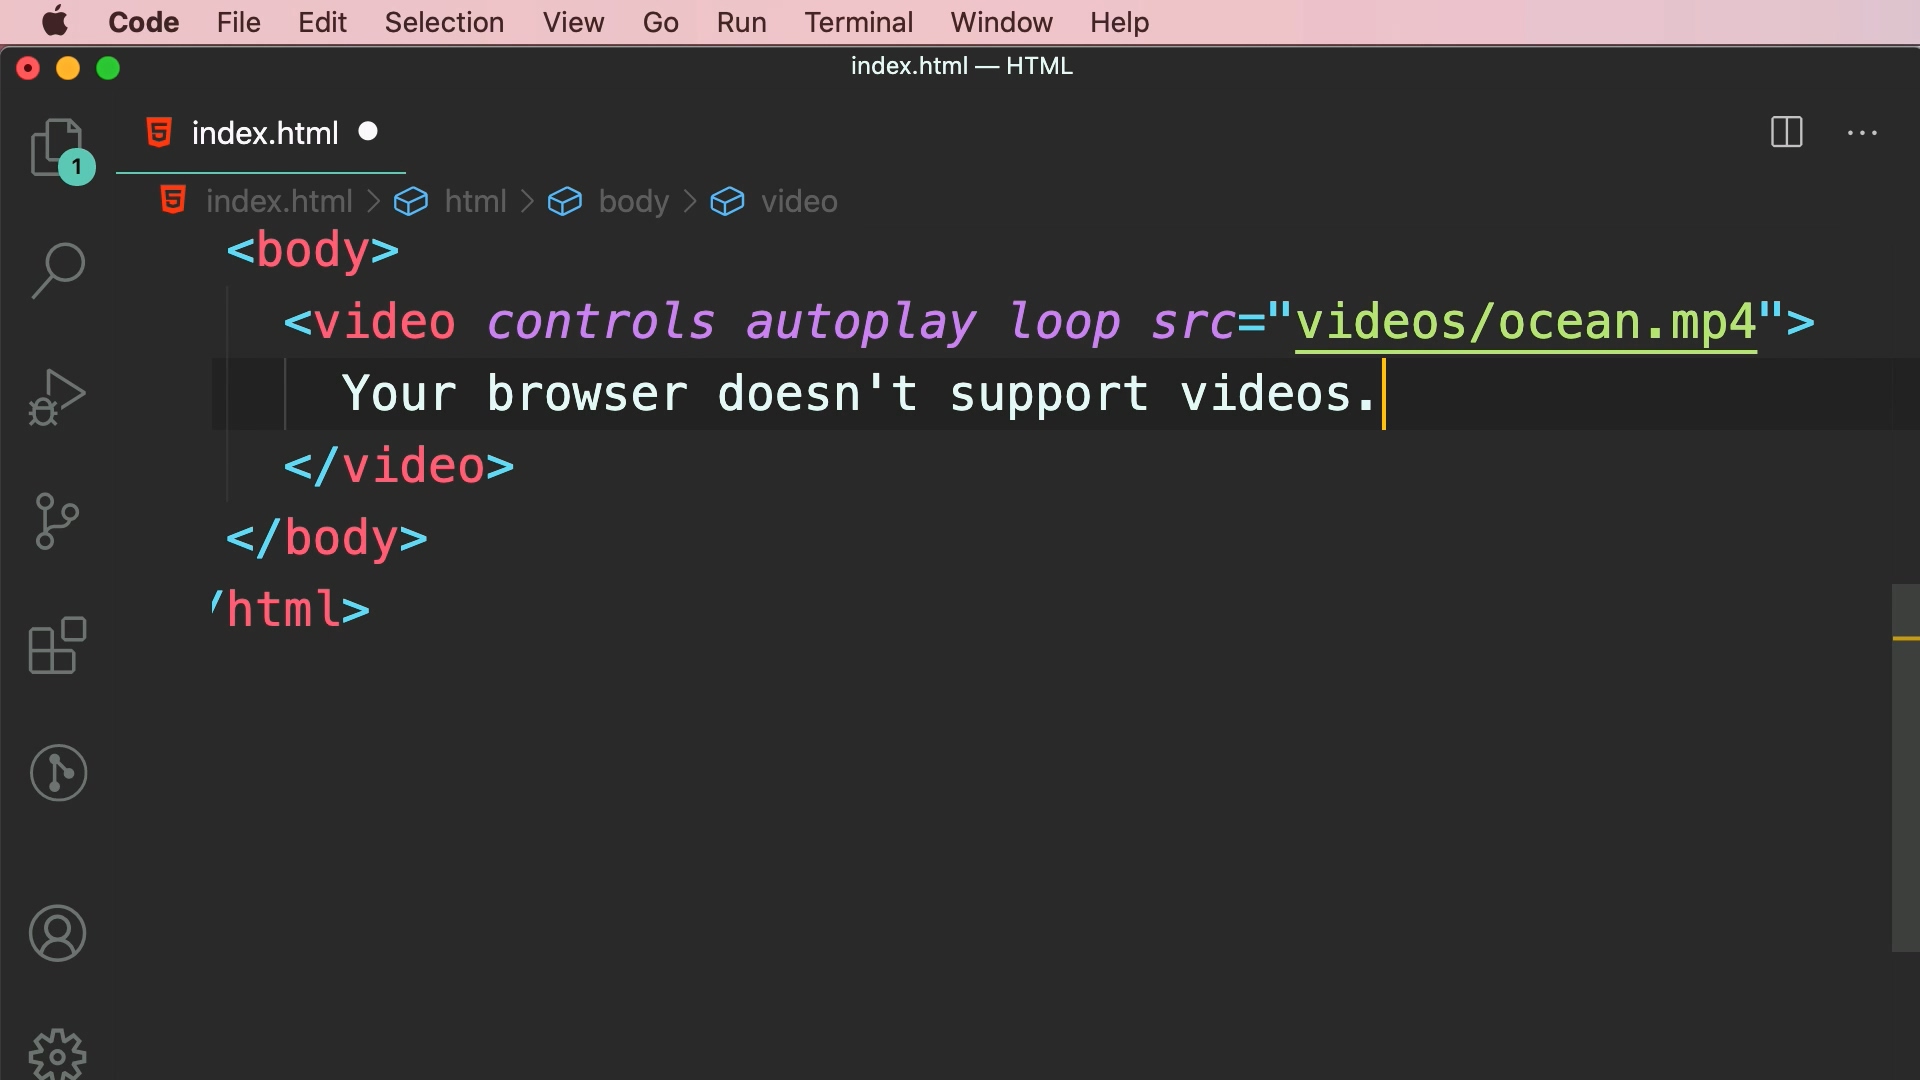 Code File Edit Selection View Go Run Terminal Window Help
index.html — HTML
index.html
1
index.html > html > body > video
<body>
<video controls autoplay loop src="videos/ocean.mp4">
Your browser doesn't support videos.
</video>
</body>
/html>